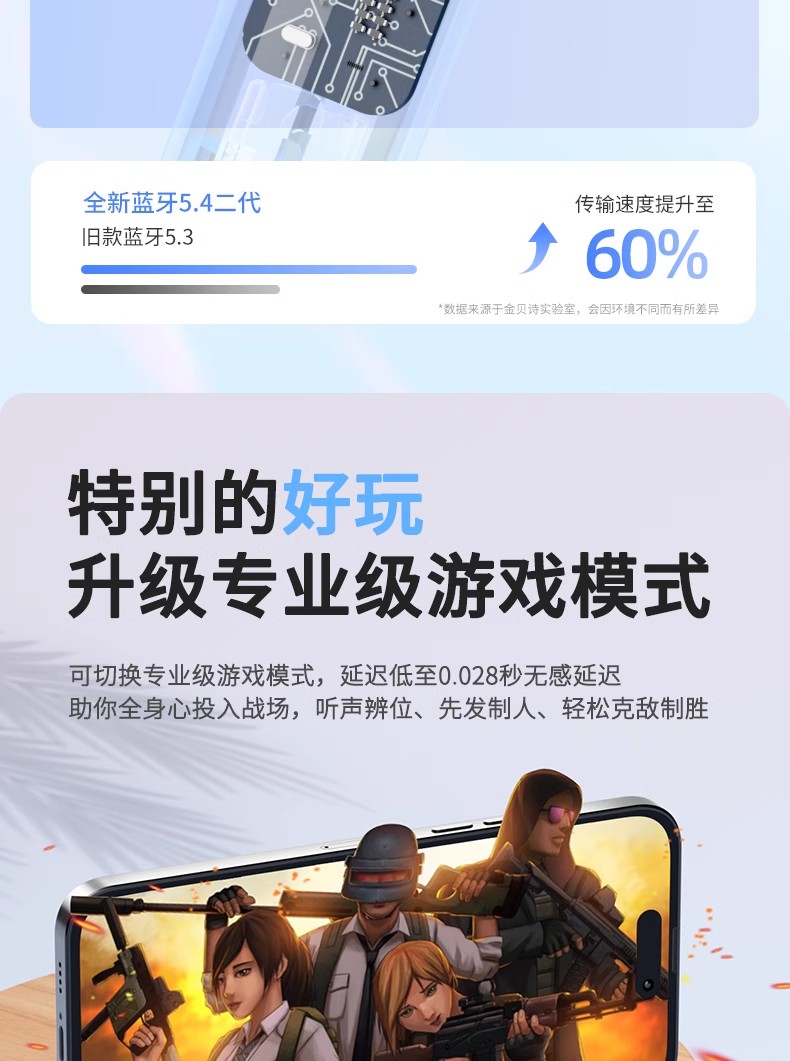 全新蓝牙5.4二代
旧款蓝牙5.3
传输速度提升至
60%
*数据来源于金贝诗实验室，会因环境不同而有所差异
特别的好玩
升级专业级游戏模式
可切换专业级游戏模式，延迟低至0.028秒无感延迟
助你全身心投入战场，听声辨位、先发制人、轻松克敌制胜